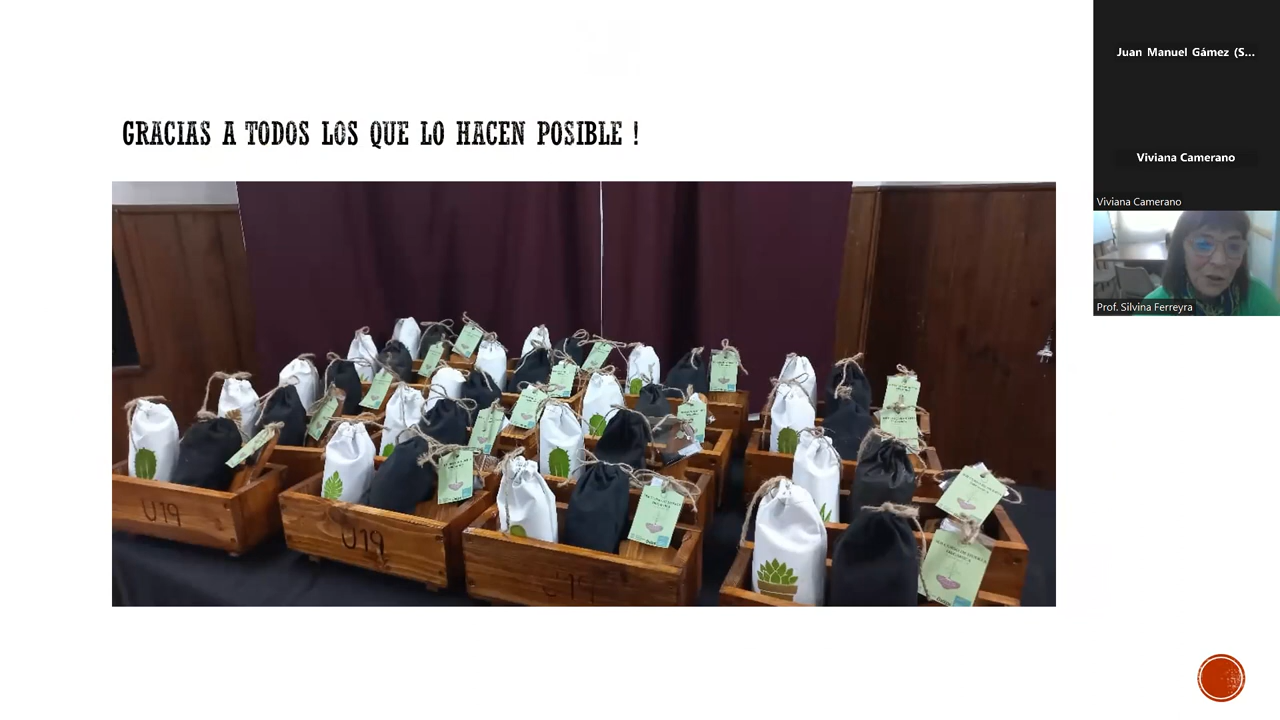 GRACIAS A TODOS LOS QUE LO HACEN POSIBLE !
Juan Manuel Gámez (S...
Viviana Camerano
Viviana Camerano
Prof. Silvina Ferreyra
U19
U19
U19